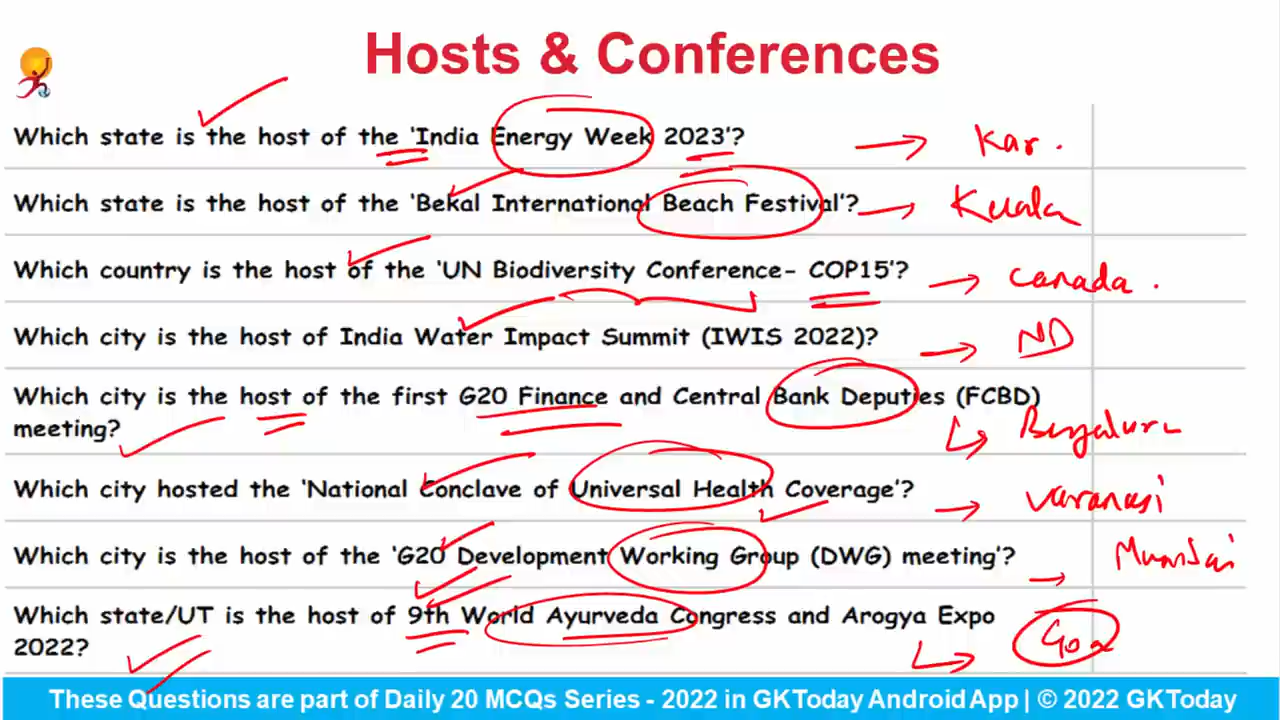 Hosts & Conferences
Which state is the host of the 'India Energy Week 2023'? Kar.
Which state is the host of the 'Bekal International Beach Festival'? Kerala
Which country is the host of the 'UN Biodiversity Conference- COP15'? Canada.
Which city is the host of India Water Impact Summit (IWIS 2022)? ND
Which city is the host of the first G20 Finance and Central Bank Deputies (FCBD)
meeting? Bengaluru
Which city hosted the 'National Conclave of Universal Health Coverage'? Varanasi
Which city is the host of the 'G20 Development Working Group (DWG) meeting'? Mumbai
Which state/UT is the host of 9th World Ayurveda Congress and Arogya Expo
2022? Goa
These Questions are part of Daily 20 MCQs Series - 2022 in GKToday Android App | © 2022 GKToday